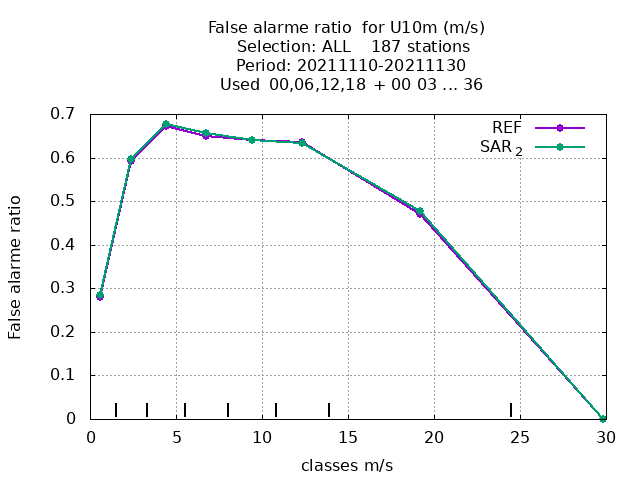 False alarme ratio  for U10m (m/s)
Selection: ALL    187 stations
Period: 20211110-20211130
Used  00,06,12,18 + 00 03 ... 36
0.7
0.6
0.5
0.4
0.3
0.2
0.1
0
False alarme ratio
REF
SAR 2
0 5 10 15 20 25 30
classes m/s